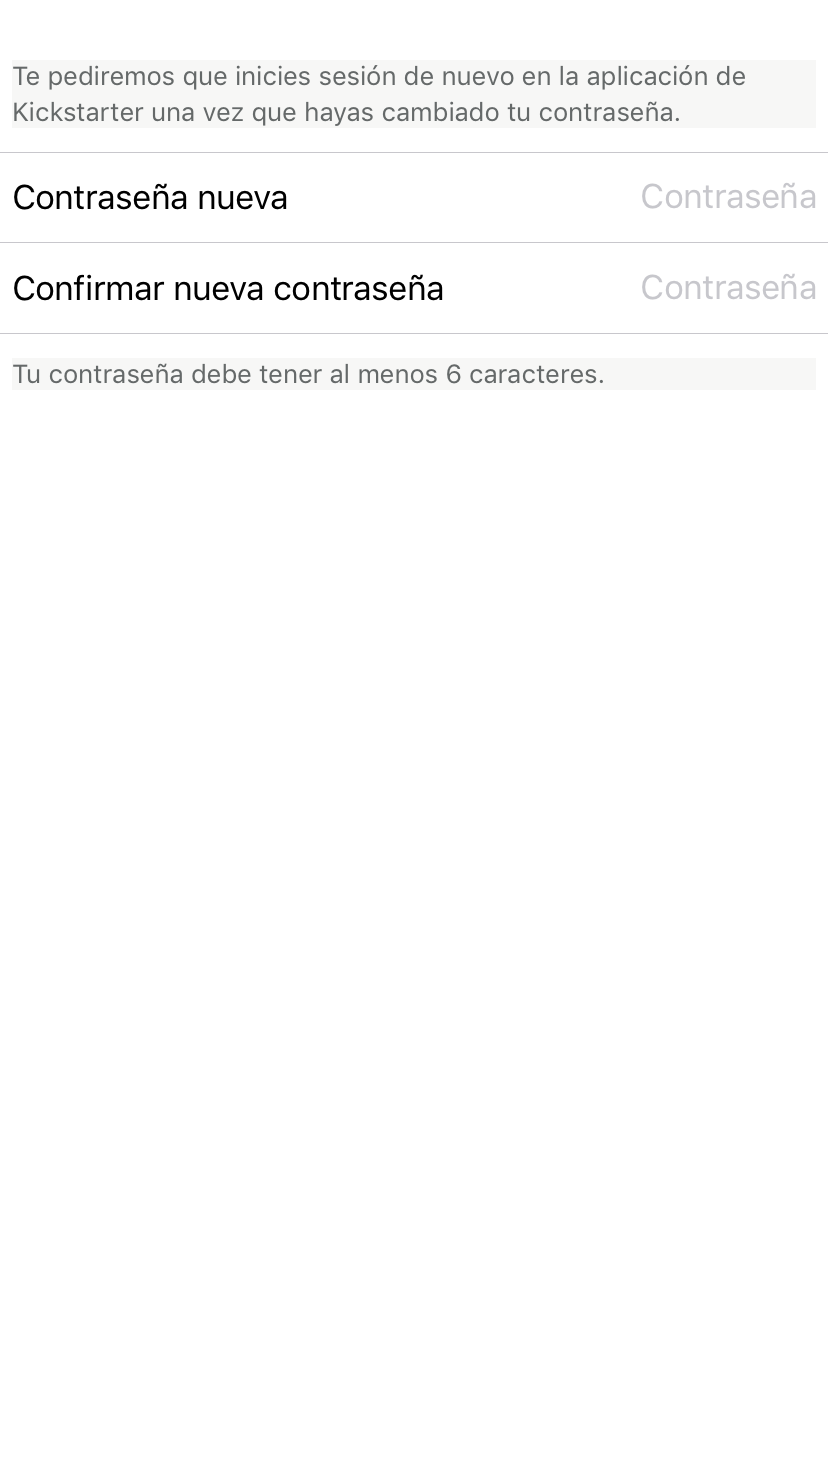 Te pediremos que inicies sesión de nuevo en la aplicación de
Kickstarter una vez que hayas cambiado tu contraseña.
Contraseña nueva Contraseña
Confirmar nueva contraseña Contraseña
Tu contraseña debe tener al menos 6 caracteres.